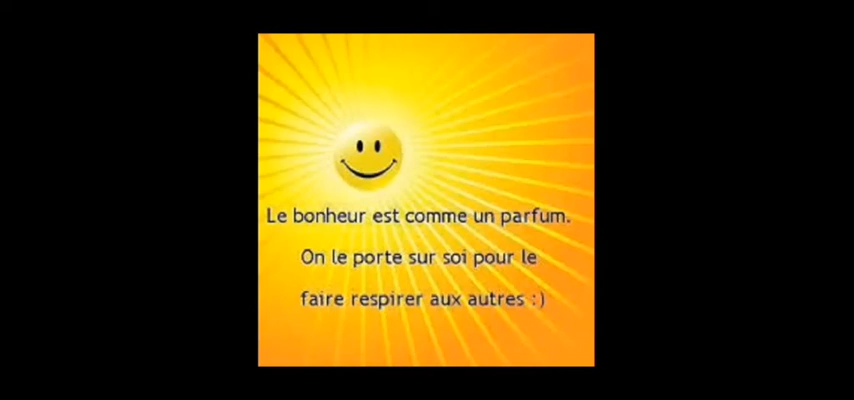 Le bonheur est comme un parfum.
On le porte sur soi pour le
faire respirer aux autres :)